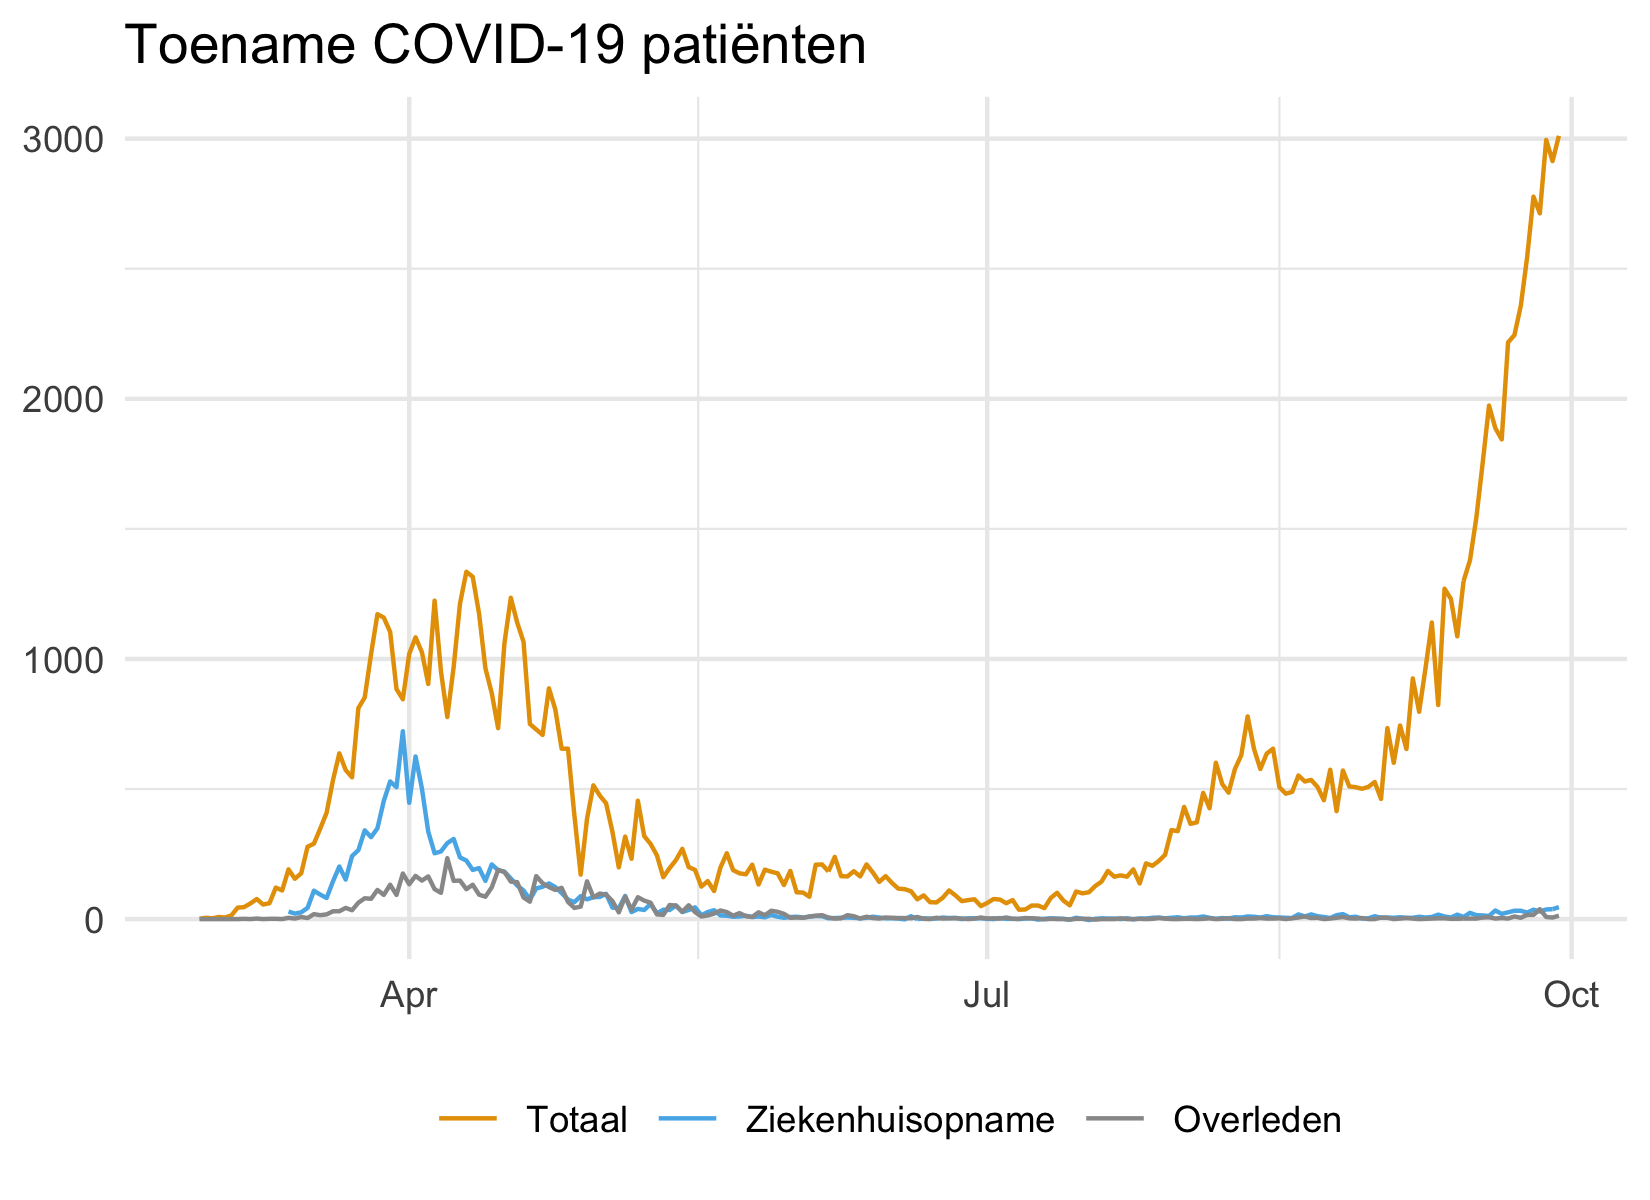 Toename COVID-19 patiënten
3000
2000
1000
0
Apr Jul Oct
Totaal Ziekenhuisopname Overleden